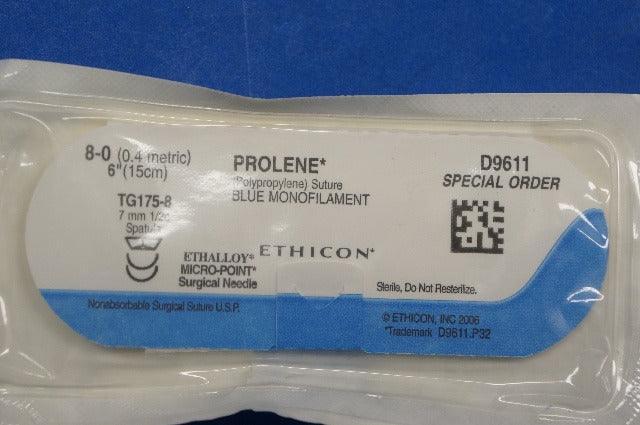 8-0 (0.4 metric)
6"(15cm)
TG175-8
7 mm 1/2c
Spatula
ETHALLOY*
MICRO-POINT*
Surgical Needle
Nonabsorbable Surgical Suture U.S.P.
PROLENE*
(Polypropylene) Suture
BLUE MONOFILAMENT
ETHICON*
D9611
SPECIAL ORDER
Sterile, Do Not Resterilize.
© ETHICON, INC 2006
*Trademark D9611.P32